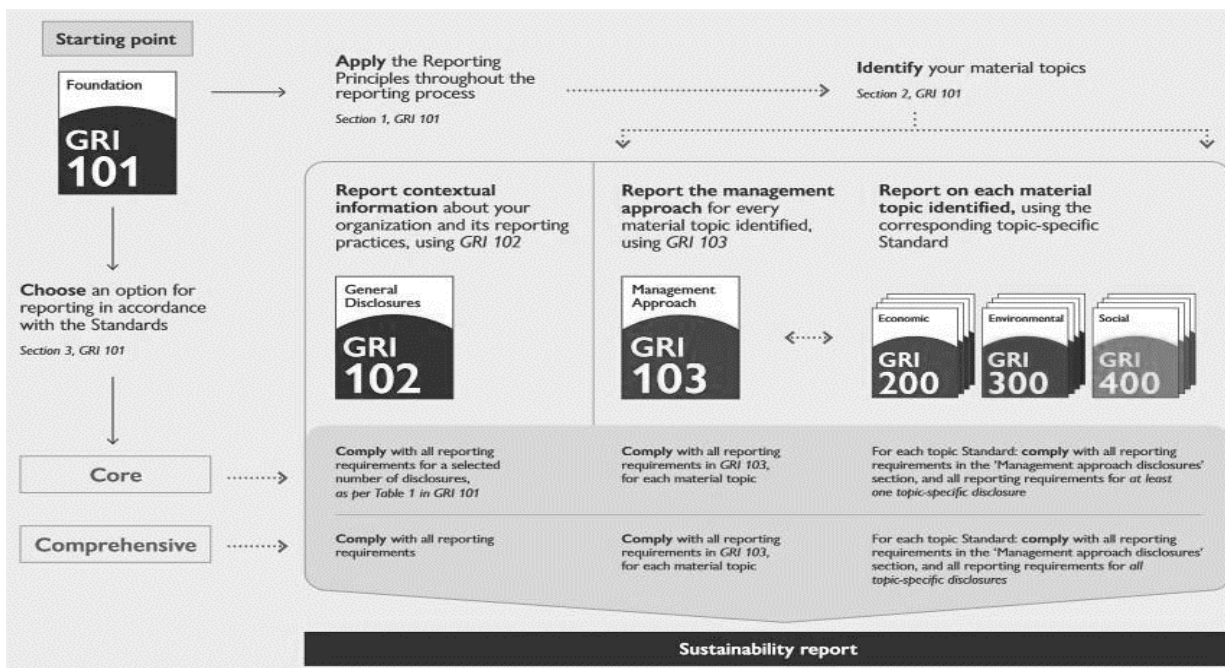 Starting point
Foundation
GRI
101
Apply the Reporting
Principles throughout the
reporting process
Section 1, GRI 101
Identify your material topics
Section 2, GRI 101
Choose an option for
reporting in accordance
with the Standards
Section 3, GRI 101
Report contextual
information about your
organization and its reporting
practices, using GRI 102
General
Disclosures
GRI
102
Report the management
approach for every
material topic identified,
using GRI 103
Management
Approach
GRI
103
Report on each material
topic identified, using the
corresponding topic-specific
Standard
Economic
GRI
200
Environmental
GRI
300
Social
GRI
400
Core
Comply with all reporting
requirements for a selected
number of disclosures,
as per Table 1 in GRI 101
Comply with all reporting
requirements in GRI 103,
for each material topic
For each topic Standard: comply with all reporting
requirements in the 'Management approach disclosures'
section, and all reporting requirements for at least
one topic-specific disclosure
Comprehensive
Comply with all reporting
requirements
Comply with all reporting
requirements in GRI 103,
for each material topic
For each topic Standard: comply with all reporting
requirements in the 'Management approach disclosures'
section, and all reporting requirements for all
topic-specific disclosures
Sustainability report